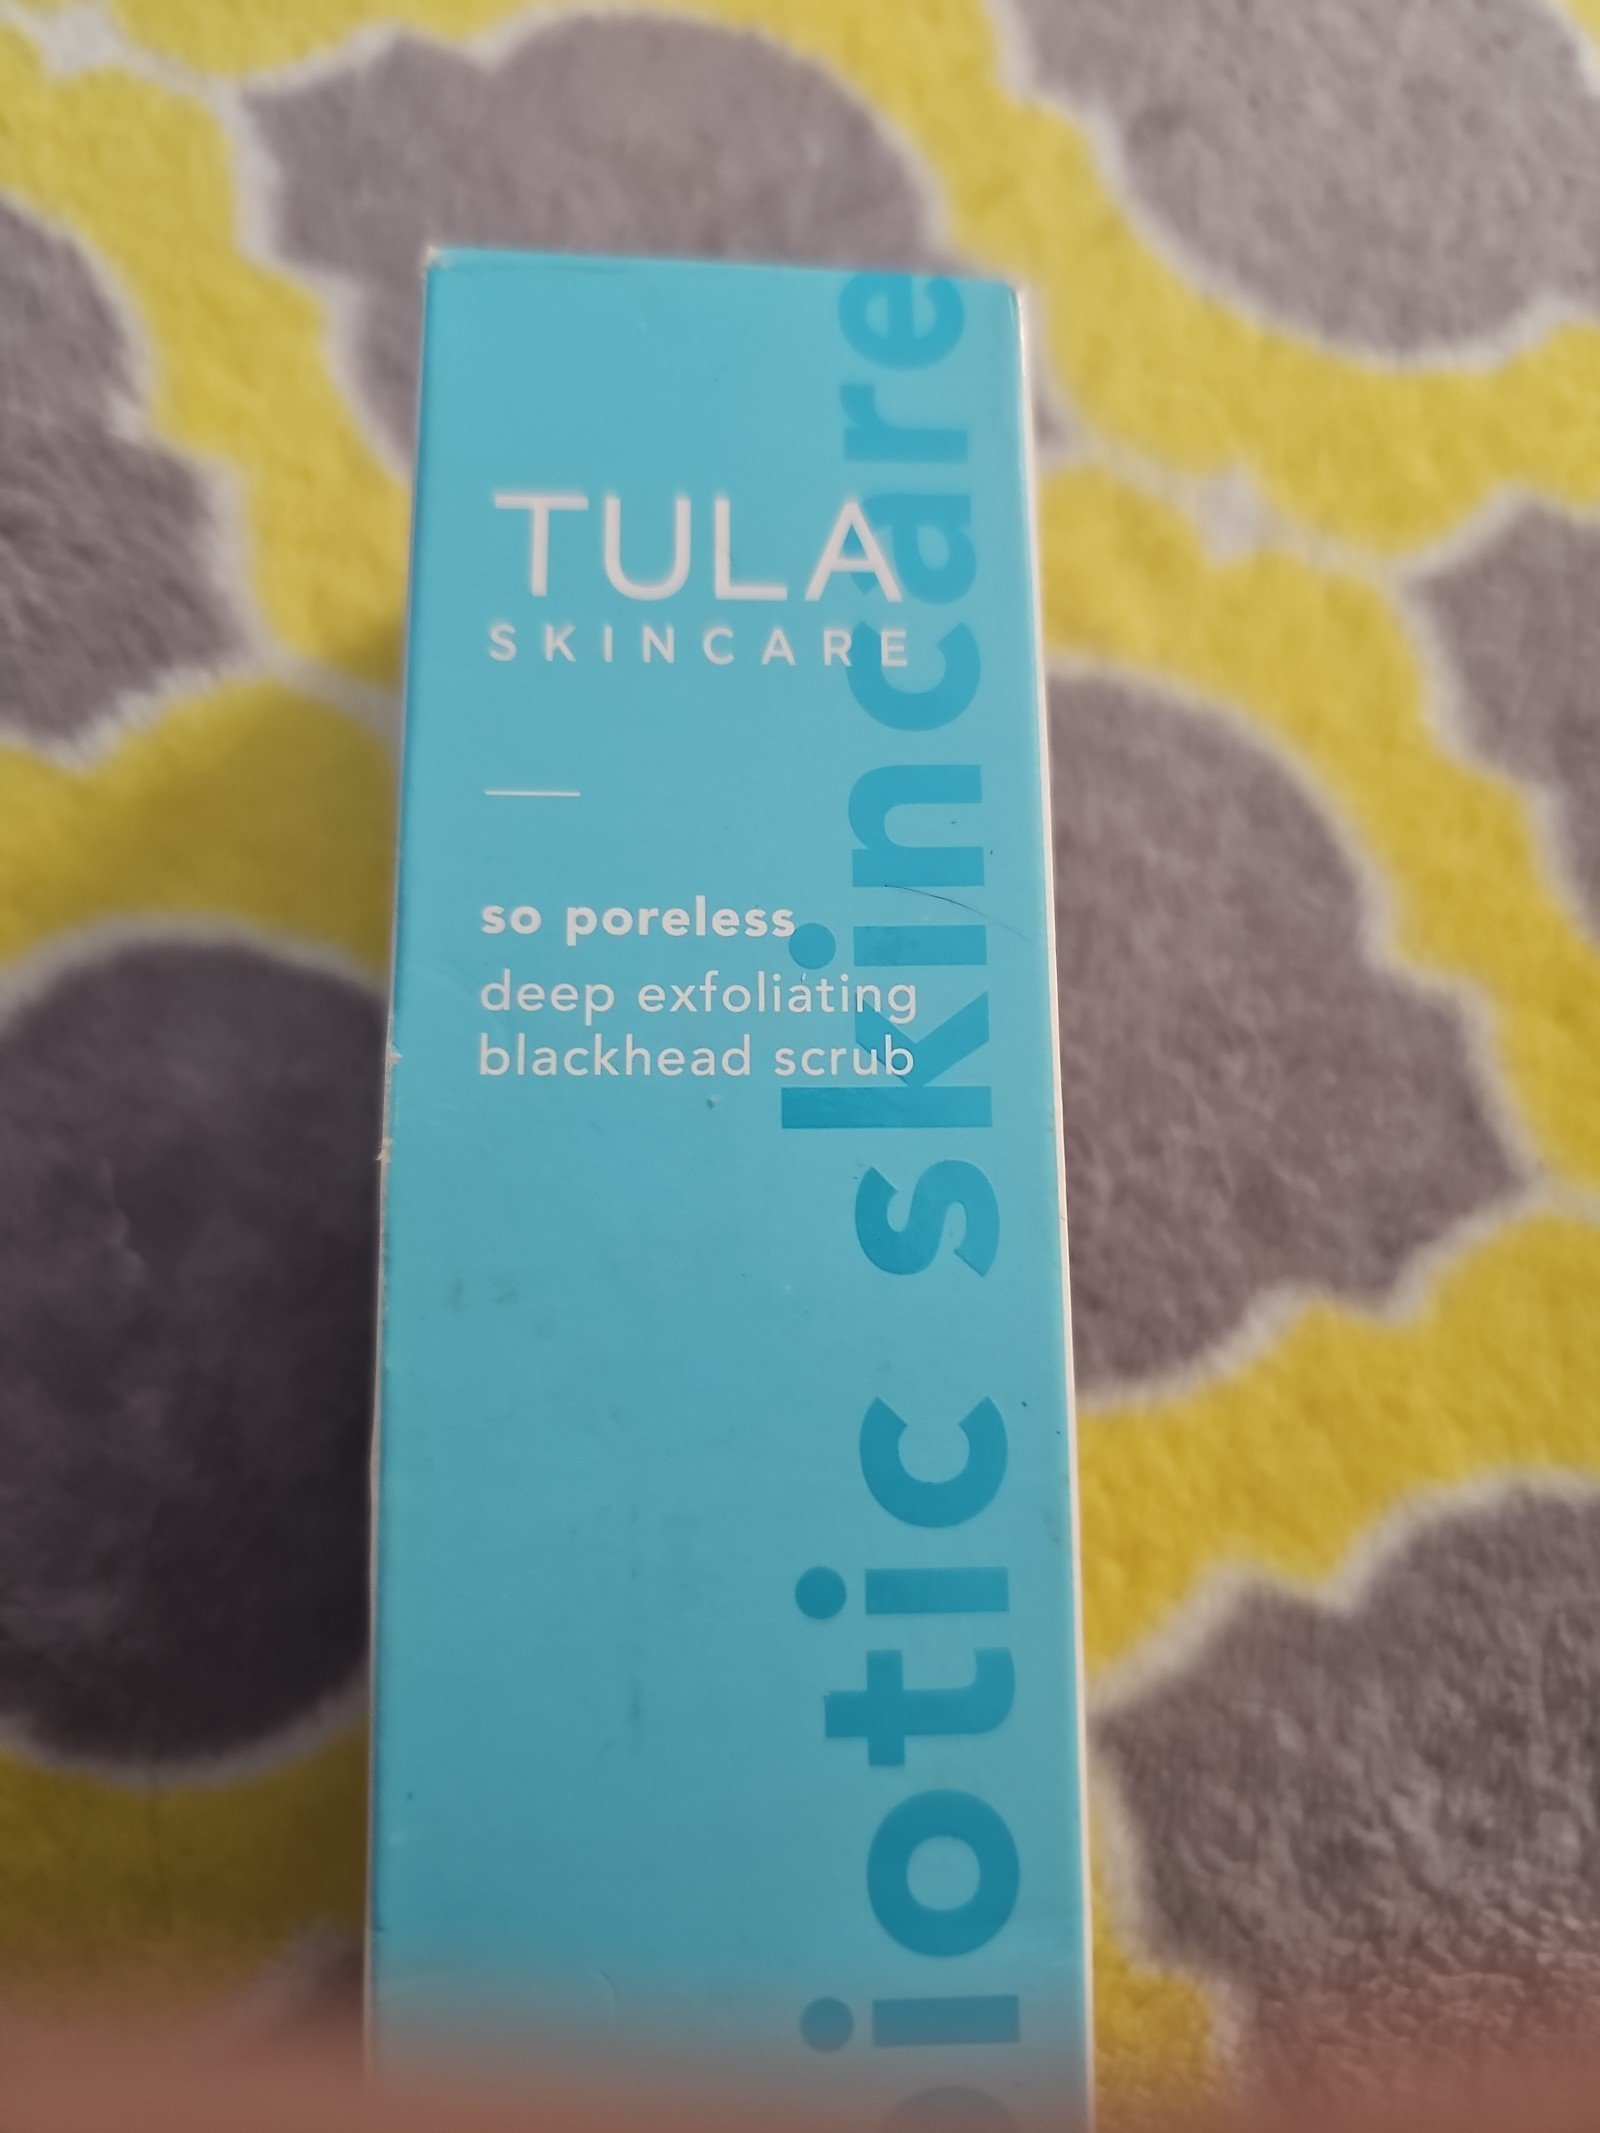 TULA
SKINCARE
so poreless
deep exfoliating
blackhead scrub
iotic skincare